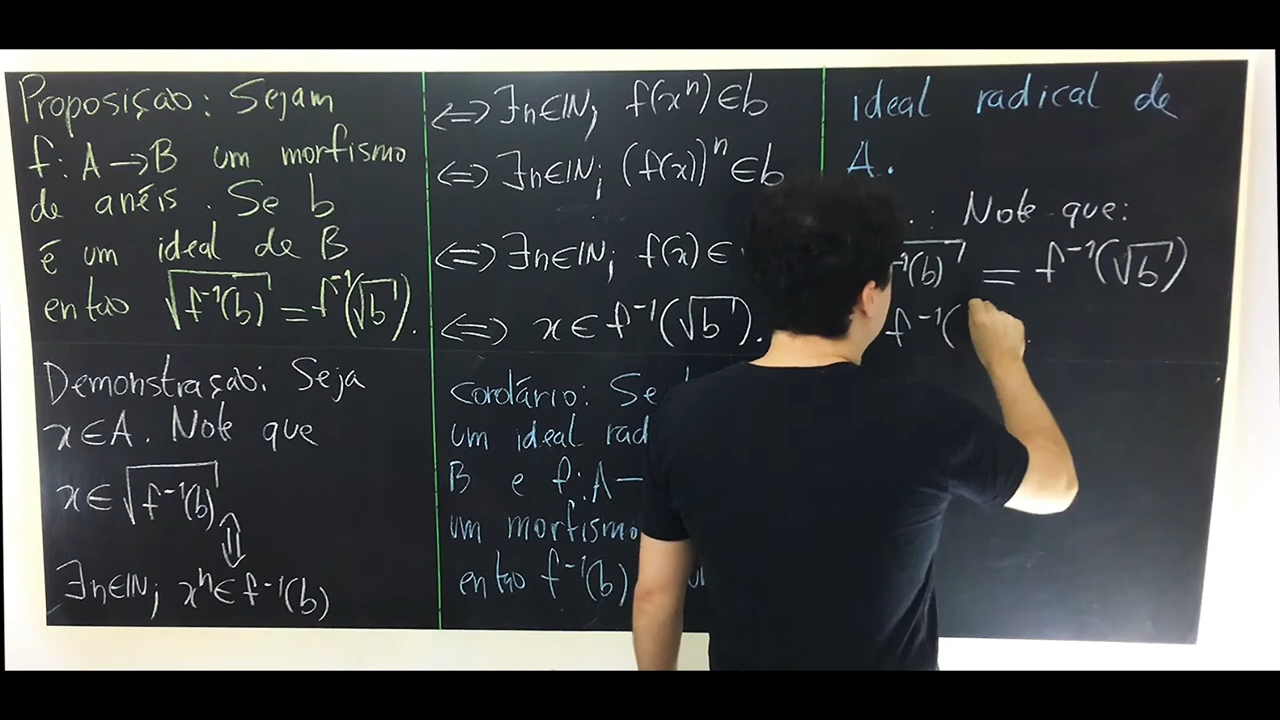 Proposição: Sejam
f: A → B um morfismo
de anéis. Se b
é um ideal de B
então √f⁻¹(b) = f⁻¹(√b).
Demonstração: Seja
x ∈ A. Note que
x ∈ √f⁻¹(b)
⇕
∃n∈ℕ; xⁿ ∈ f⁻¹(b)
⇔ ∃n∈ℕ; f(xⁿ) ∈ b
⇔ ∃n∈ℕ; (f(x))ⁿ ∈ b
⇔ ∃n∈ℕ; f(x) ∈
⇔ x ∈ f⁻¹(√b).
Corolário: Se
um ideal
B e f: A
um morfismo
então f⁻¹(b)
ideal radical de
A.
Note que:
⁻¹(b) = f⁻¹(√b)
f⁻¹(